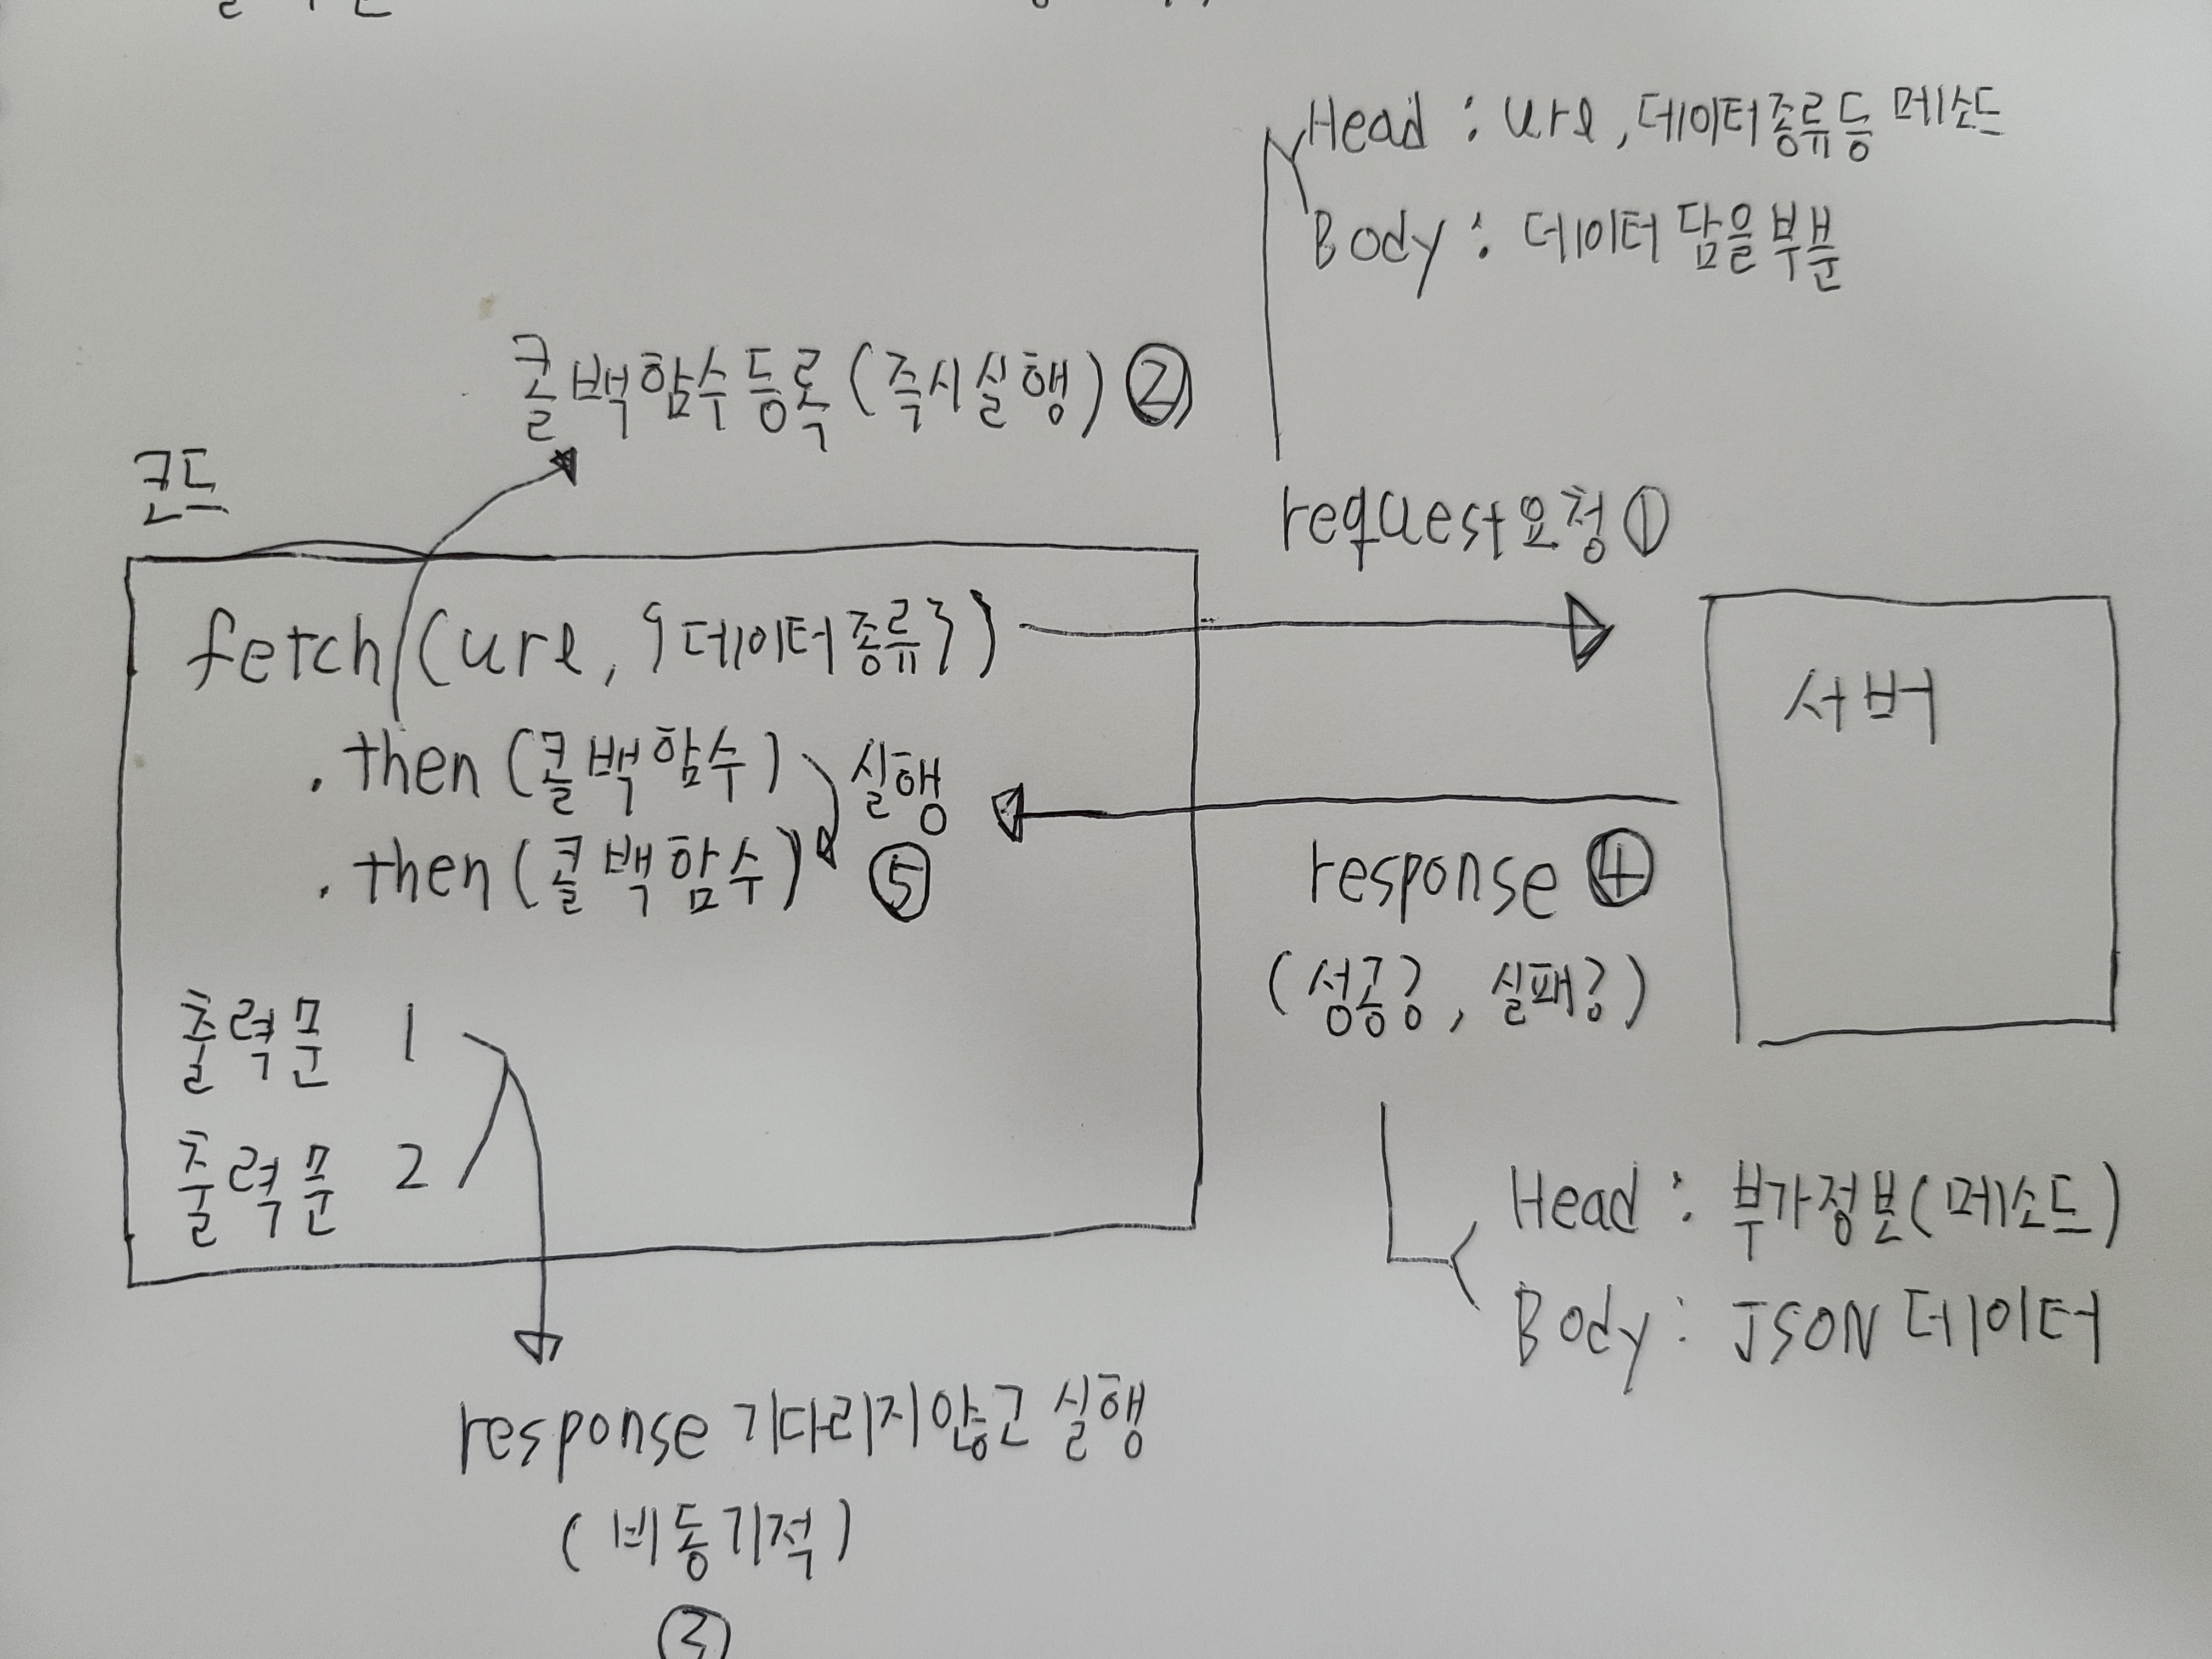 Head : url, 데이터종류등 메소드
Body : 데이터 담을 부분
콜백함수 등록 (즉시실행) ②
코드
request 요청 ①
fetch (url, {데이터 종류})
서버
.then (콜백함수) 실행
.then (콜백함수) ⑤
response ④
(성공?, 실패?)
출력문 1
출력문 2
Head : 부가정보(메소드)
Body : JSON 데이터
response 기다리지않고 실행
(비동기적)
③